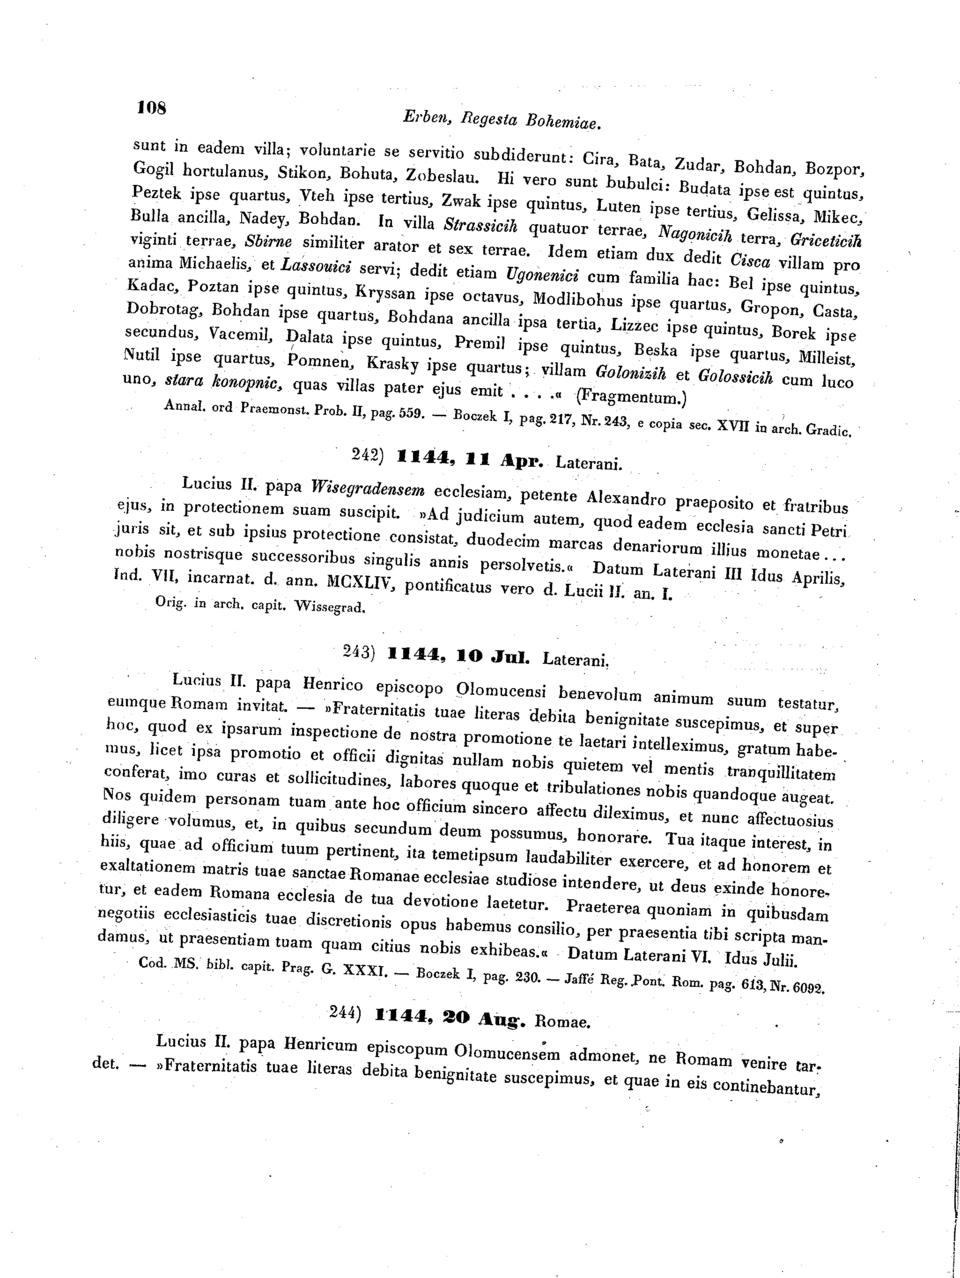 108
Erben, Regesta Bohemiae.
sunt in eadem villa; voluntarie se servitio subdiderunt: Cira, Bata, Zudar, Bohdan, Bozpor,
Gogil hortulanus, Stikon, Bohuta, Zobeslau. Hi vero sunt bubulci: Budata ipse est quintus,
Peztek ipse quartus, Vteh ipse tertius, Zwak ipse quintus, Luten ipse tertius, Gelissa, Mikec,
Bulla ancilla, Nadey, Bohdan. In villa Strassicih quatuor terrae, Nagonicih terra, Griceticih
viginti terrae, Sbirne similiter arator et sex terrae. Idem etiam dux dedit Cisca villam pro
anima Michaelis, et Lassouici servi; dedit etiam Ugonenici cum familia hac: Bel ipse quintus,
Kadac, Poztan ipse quintus, Kryssan ipse octavus, Modlibohus ipse quartus, Gropon, Casta,
Dobrotag, Bohdan ipse quartus, Bohdana ancilla ipsa tertia, Lizzec ipse quintus, Borek ipse
secundus, Vacemil, Dalata ipse quintus, Premil ipse quintus, Beska ipse quartus, Milleist,
Nutil ipse quartus, Pomnen, Krasky ipse quartus; villam Golonizih et Golossicih cum luco
uno, stara konopnic, quas villas pater ejus emit . . . .« (Fragmentum.)
Annal. ord Praemonst. Prob. II, pag. 559. — Boczek I, pag. 217, Nr. 243, e copia sec. XVII in arch. Gradic.
242) 1144, 11 Apr. Laterani.
Lucius II. papa Wisegradensem ecclesiam, petente Alexandro praeposito et fratribus
ejus, in protectionem suam suscipit. »Ad judicium autem, quod eadem ecclesia sancti Petri
juris sit, et sub ipsius protectione consistat, duodecim marcas denariorum illius monetae . . .
nobis nostrisque successoribus singulis annis persolvetis.« Datum Laterani III Idus Aprilis,
Ind. VII, incarnat. d. ann. MCXLIV, pontificatus vero d. Lucii II. an. I.
Orig. in arch. capit. Wissegrad.
243) 1144, 10 Jul. Laterani.
Lucius II. papa Henrico episcopo Olomucensi benevolum animum suum testatur,
eumque Romam invitat. — »Fraternitatis tuae literas debita benignitate suscepimus, et super
hoc, quod ex ipsarum inspectione de nostra promotione te laetari intelleximus, gratum habe-
mus, licet ipsa promotio et officii dignitas nullam nobis quietem vel mentis tranquillitatem
conferat, imo curas et sollicitudines, labores quoque et tribulationes nobis quandoque augeat.
Nos quidem personam tuam ante hoc officium sincero affectu dileximus, et nunc affectuosius
diligere volumus, et, in quibus secundum deum possumus, honorare. Tua itaque interest, in
hiis, quae ad officium tuum pertinent, ita temetipsum laudabiliter exercere, et ad honorem et
exaltationem matris tuae sanctae Romanae ecclesiae studiose intendere, ut deus exinde honore-
tur, et eadem Romana ecclesia de tua devotione laetetur. Praeterea quoniam in quibusdam
negotiis ecclesiasticis tuae discretionis opus habemus consilio, per praesentia tibi scripta man-
damus, ut praesentiam tuam quam citius nobis exhibeas.« Datum Laterani VI. Idus Julii.
Cod. MS. bibl. capit. Prag. G. XXXI. — Boczek I, pag. 230. — Jaffé Reg. Pont. Rom. pag. 613, Nr. 6092.
244) 1144, 20 Aug. Romae.
Lucius II. papa Henricum episcopum Olomucensem admonet, ne Romam venire tar-
det. — »Fraternitatis tuae literas debita benignitate suscepimus, et quae in eis continebantur,